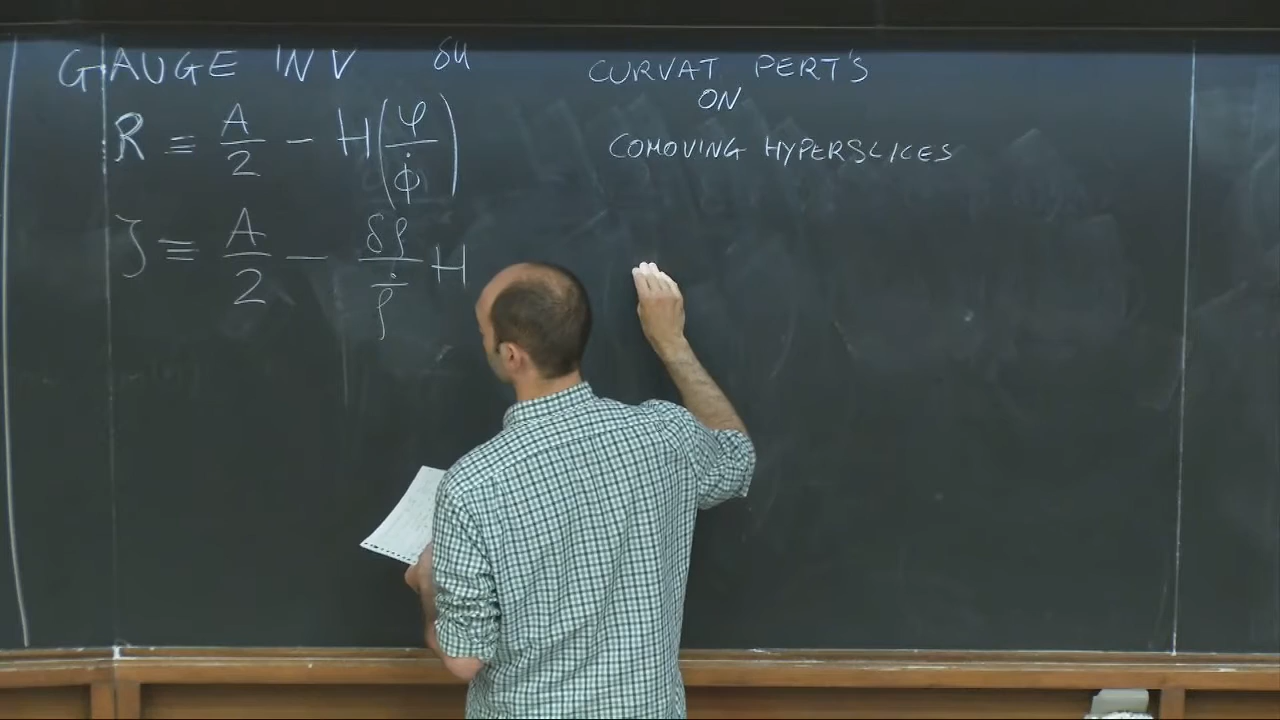 GAUGE INV δu
R ≡ A/2 − H(φ/ϕ̇)
ζ ≡ A/2 − δρ/ρ̇ H
CURVAT PERT'S
ON
COMOVING HYPERSLICES